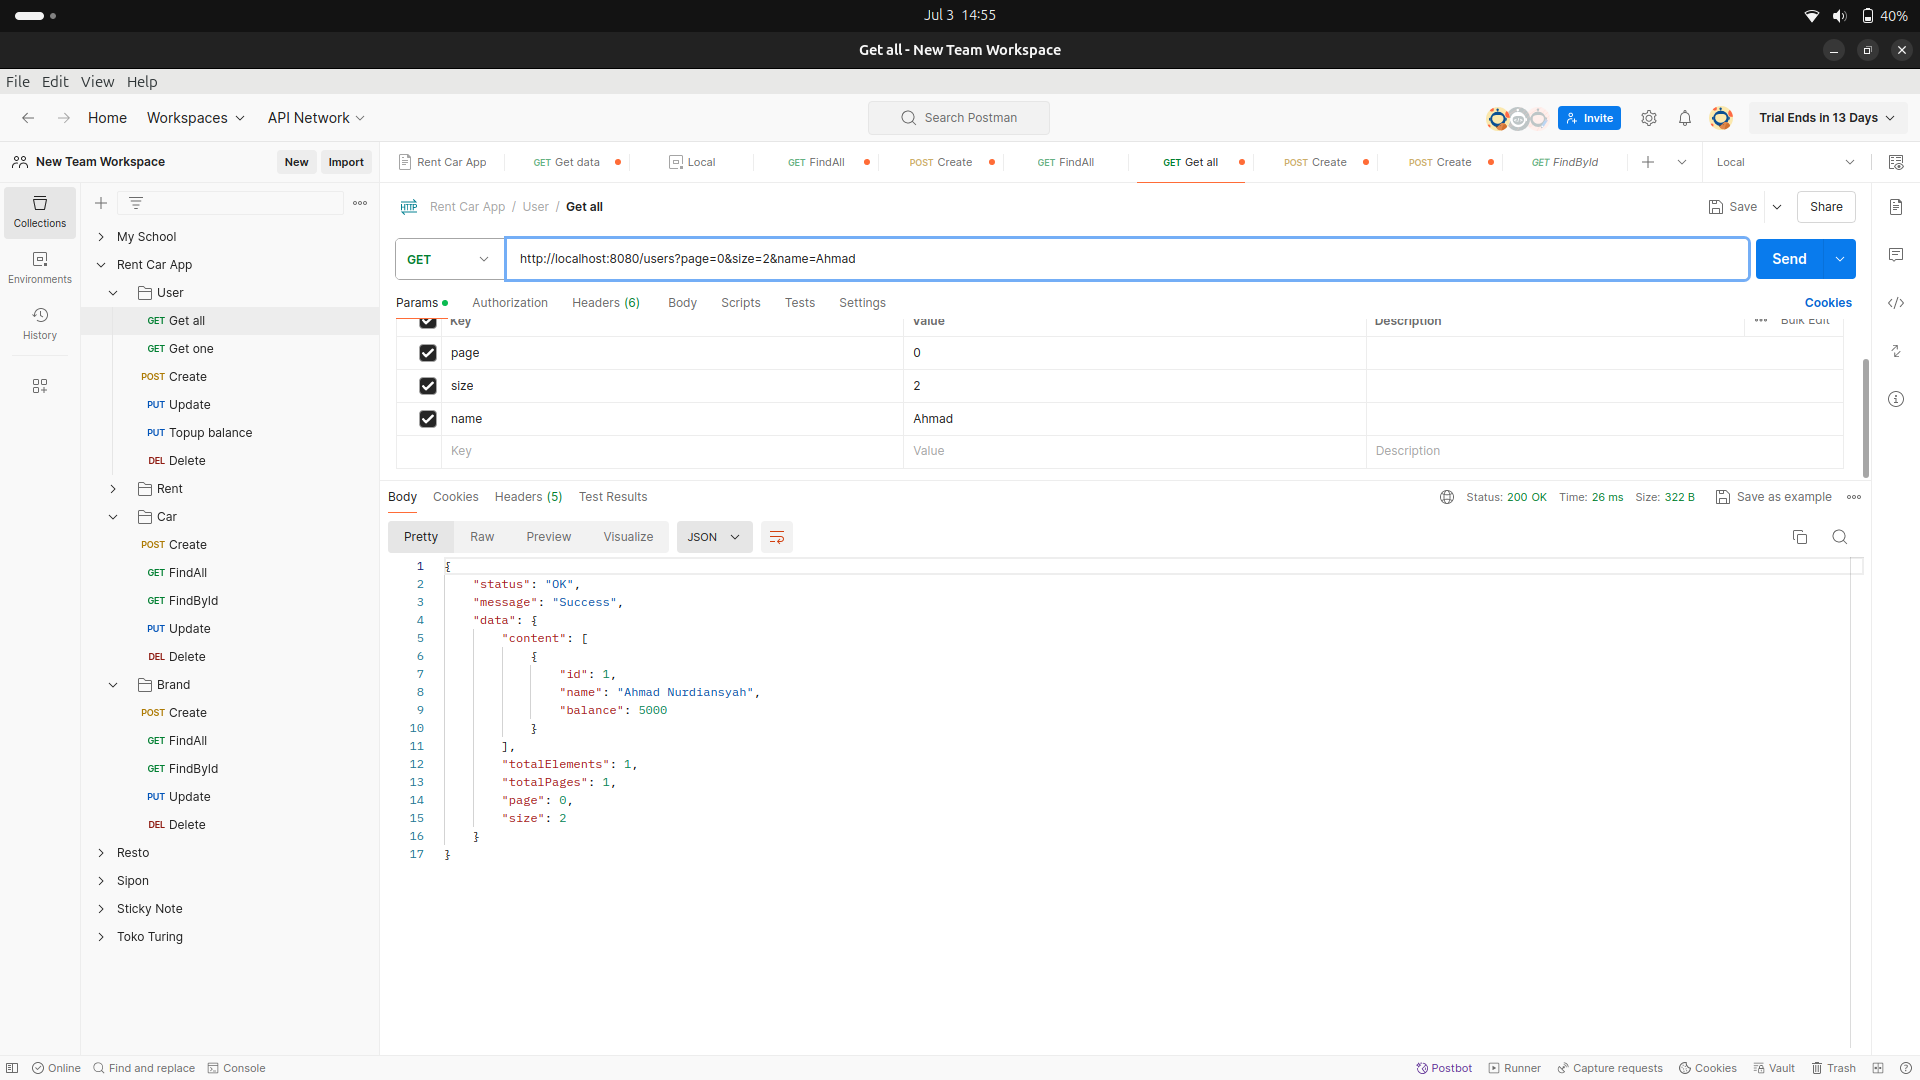 Jul 3 14:55
40%
Get all - New Team Workspace
File Edit View Help
Home Workspaces API Network
Search Postman
Invite
Trial Ends in 13 Days
New Team Workspace
New Import
Rent Car App
GET Get data
Local
GET FindAll
POST Create
GET FindAll
GET Get all
POST Create
POST Create
GET FindById
Local
Collections
Environments
History
My School
Rent Car App
User
GET Get all
GET Get one
POST Create
PUT Update
PUT Topup balance
DEL Delete
Rent
Car
POST Create
GET FindAll
GET FindById
PUT Update
DEL Delete
Brand
POST Create
GET FindAll
GET FindById
PUT Update
DEL Delete
Resto
Sipon
Sticky Note
Toko Turing
HTTP Rent Car App / User / Get all
Save
Share
GET
http://localhost:8080/users?page=0&size=2&name=Ahmad
Send
Params Authorization Headers (6) Body Scripts Tests Settings
Cookies
Key Value Description Bulk Edit
page 0
size 2
name Ahmad
Key Value Description
Body Cookies Headers (5) Test Results
Status: 200 OK Time: 26 ms Size: 322 B Save as example
Pretty Raw Preview Visualize JSON
1 {
2 "status": "OK",
3 "message": "Success",
4 "data": {
5 "content": [
6 {
7 "id": 1,
8 "name": "Ahmad Nurdiansyah",
9 "balance": 5000
10 }
11 ],
12 "totalElements": 1,
13 "totalPages": 1,
14 "page": 0,
15 "size": 2
16 }
17 }
Online Find and replace Console
Postbot Runner Capture requests Cookies Vault Trash